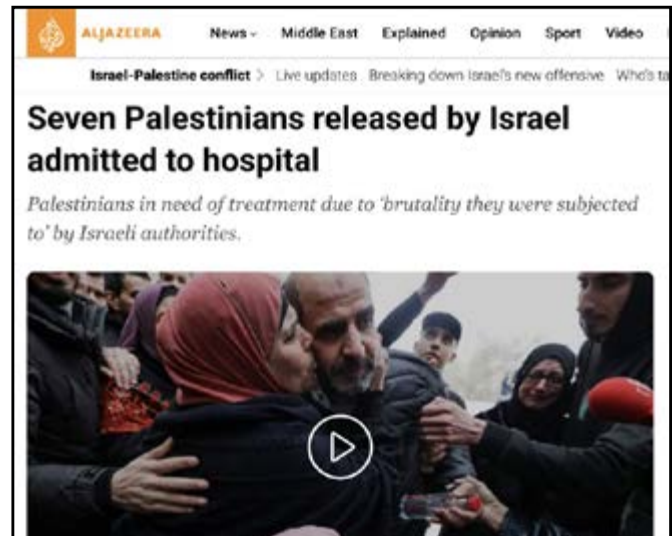 ALJAZEERA News Middle East Explained Opinion Sport Video
Israel-Palestine conflict > Live updates Breaking down Israel's new offensive Who's ta
Seven Palestinians released by Israel
admitted to hospital
Palestinians in need of treatment due to ‘brutality they were subjected
to’ by Israeli authorities.